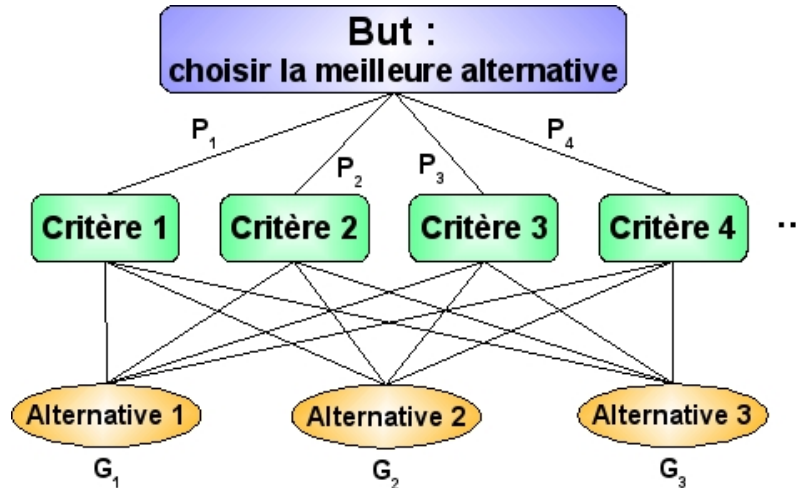 But :
choisir la meilleure alternative
P₁
P₂
P₃
P₄
Critère 1
Critère 2
Critère 3
Critère 4
..
Alternative 1
Alternative 2
Alternative 3
G₁
G₂
G₃